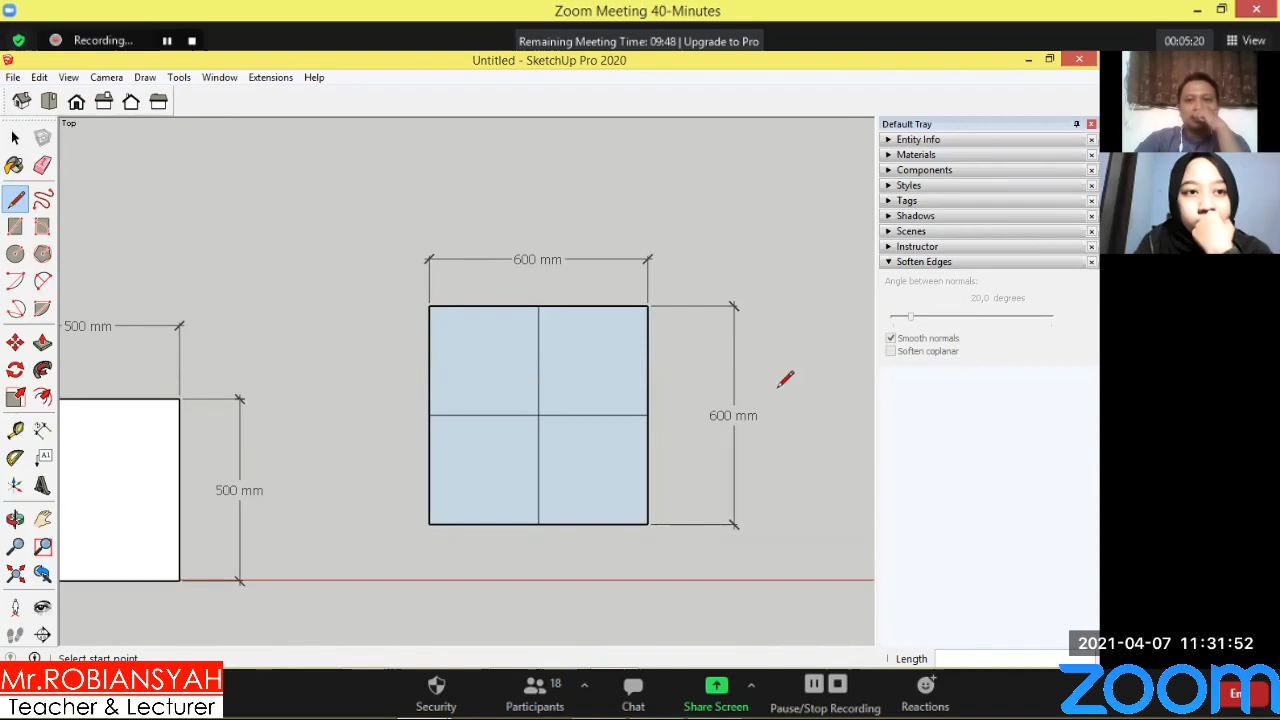 Zoom Meeting 40-Minutes
Recording...
Remaining Meeting Time: 09:48 | Upgrade to Pro
00:05:20
View
Untitled - SketchUp Pro 2020
File Edit View Camera Draw Tools Window Extensions Help
Top
Default Tray
Entity Info
Materials
Components
Styles
Tags
Shadows
Scenes
Instructor
Soften Edges
Angle between normals:
20,0 degrees
Smooth normals
Soften coplanar
600 mm
500 mm
600 mm
500 mm
A1
Select start point
Length
2021-04-07 11:31:52
Mr.ROBIANSYAH
Teacher & Lecturer
Security
Participants
18
Chat
Share Screen
Pause/Stop Recording
Reactions
zoom